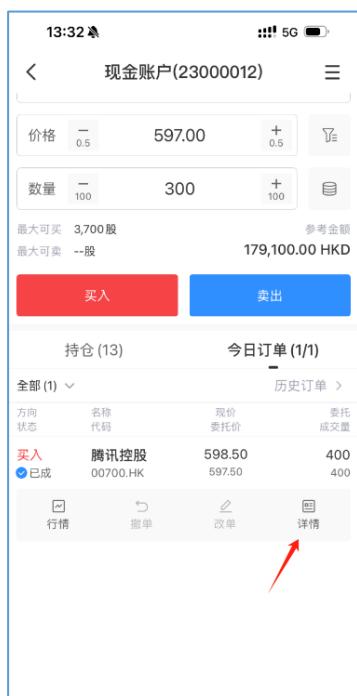 13:32 5G
现金账户(23000012)
价格 0.5 597.00 0.5
数量 100 300 100
最大可买 3,700股 参考金额
最大可卖 --股 179,100.00 HKD
买入 卖出
持仓 (13) 今日订单 (1/1)
全部 (1) 历史订单
方向 名称 现价 委托
状态 代码 委托价 成交量
买入 腾讯控股 598.50 400
已成 00700.HK 597.50 400
行情 撤单 改单 详情